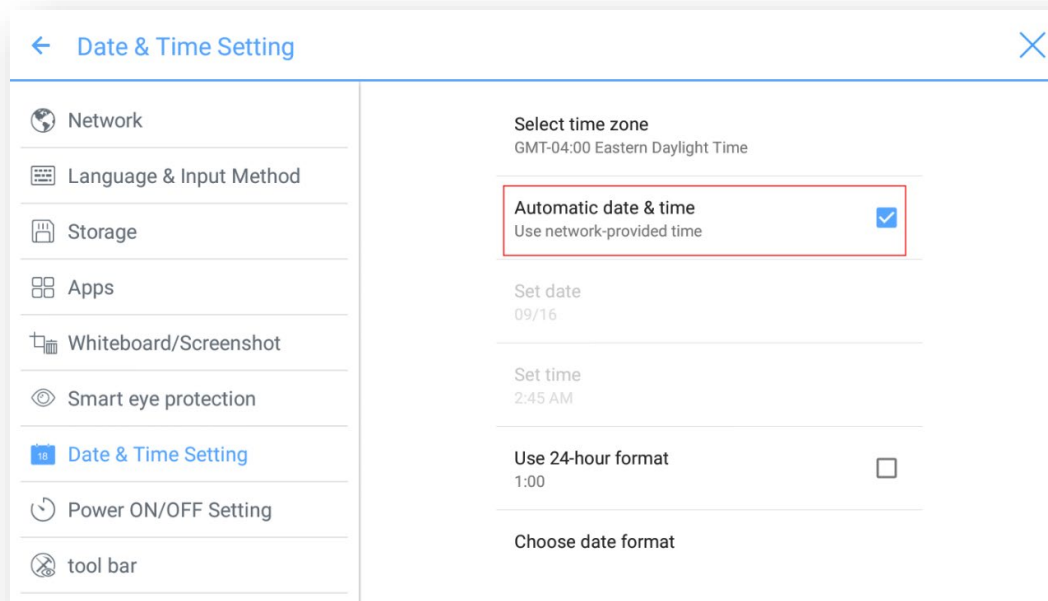 Date & Time Setting
Network
Language & Input Method
Storage
Apps
Whiteboard/Screenshot
Smart eye protection
18
Date & Time Setting
Power ON/OFF Setting
tool bar
Select time zone
GMT-04:00 Eastern Daylight Time
Automatic date & time
Use network-provided time
Set date
09/16
Set time
2:45 AM
Use 24-hour format
1:00
Choose date format